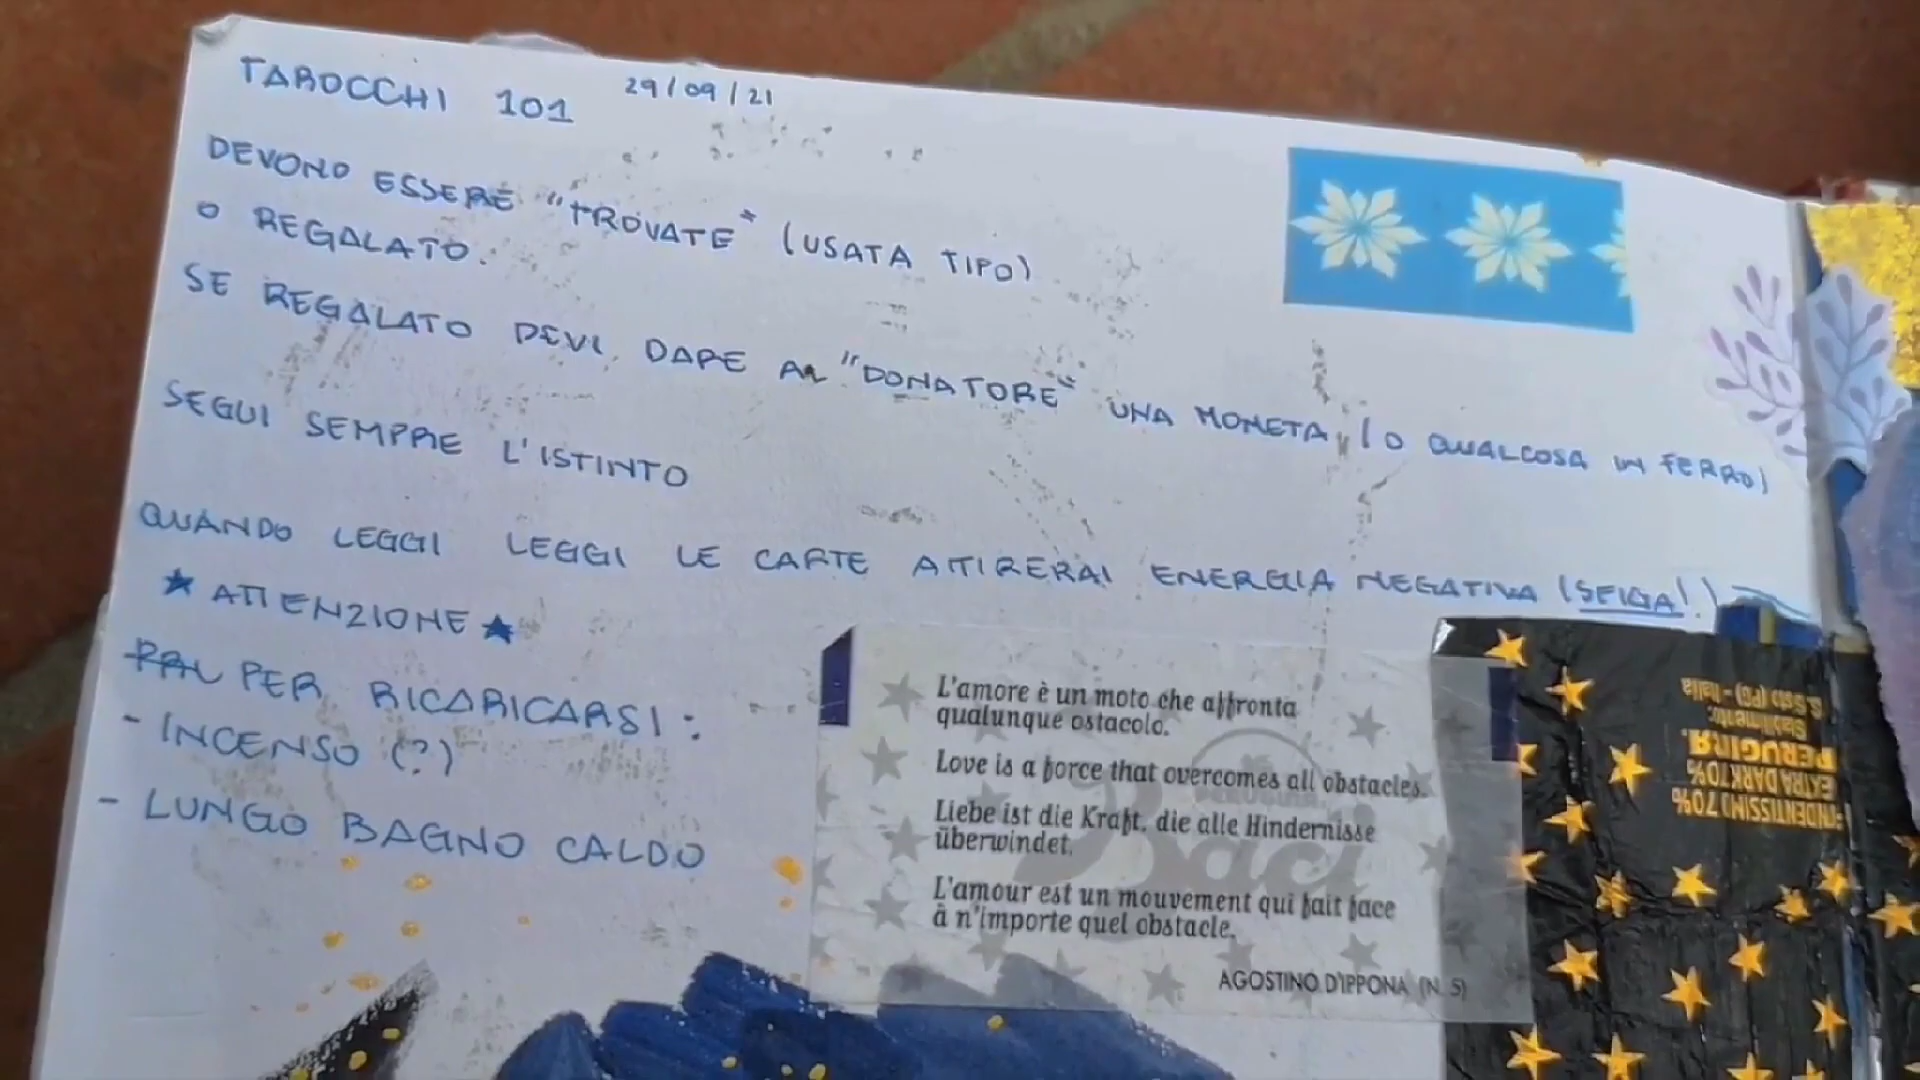 TAROCCHI 101 29/09/21
DEVONO ESSERE "TROVATE" (USATA TIPO)
O REGALATO.
SE REGALATO DEVI DARE AL "DONATORE" UNA MONETA (O QUALCOSA IN FERRO)
SEGUI SEMPRE L'ISTINTO
QUANDO LEGGI LEGGI LE CARTE ATTIRERAI ENERGIA NEGATIVA (SFIGA!)
★ ATTENZIONE ★
PER RICARICARSI:
- INCENSO (?)
- LUNGO BAGNO CALDO
L'amore è un moto che affronta
qualunque ostacolo.
Love is a force that overcomes all obstacles.
Liebe ist die Kraft, die alle Hindernisse
überwindet.
L'amour est un mouvement qui fait face
à n'importe quel obstacle.
AGOSTINO D'IPPONA (N. 5)
Baci
FONDENTISSIMO 70%
EXTRA DARK 70%
PERUGINA.
Stabilimento:
S. Sisto (PG) - Italia